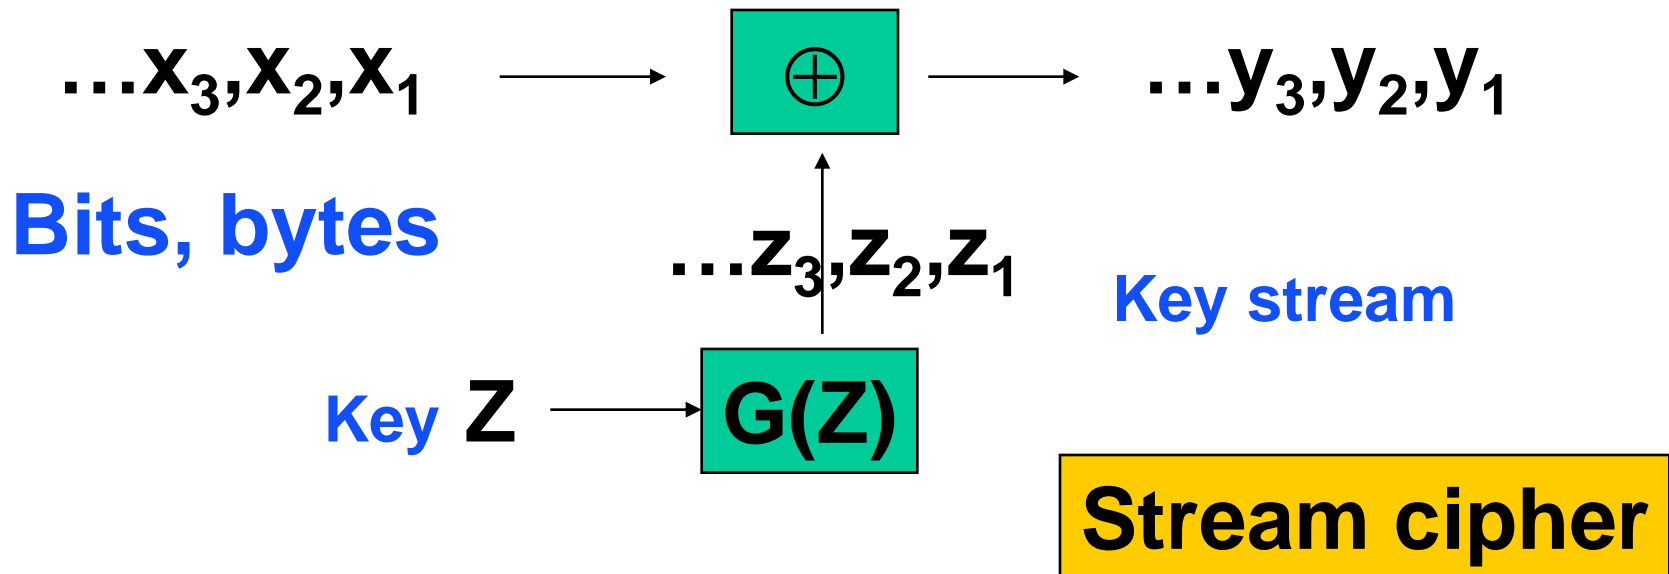 …x₃,x₂,x₁ ⊕ …y₃,y₂,y₁
Bits, bytes
…z₃,z₂,z₁
Key stream
Key Z G(Z)
Stream cipher